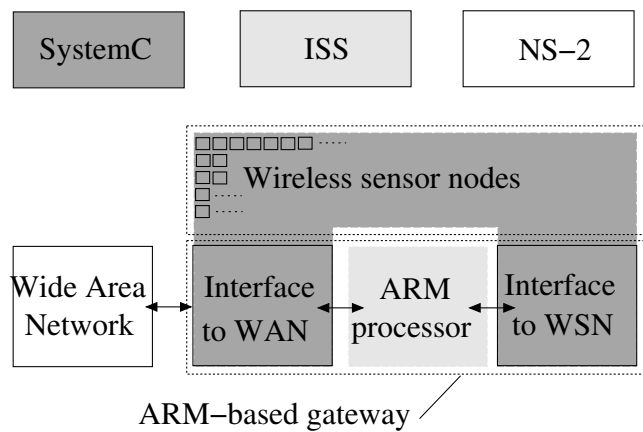 SystemC
ISS
NS−2
Wireless sensor nodes
Wide Area
Network
Interface
to WAN
ARM
processor
Interface
to WSN
ARM−based gateway